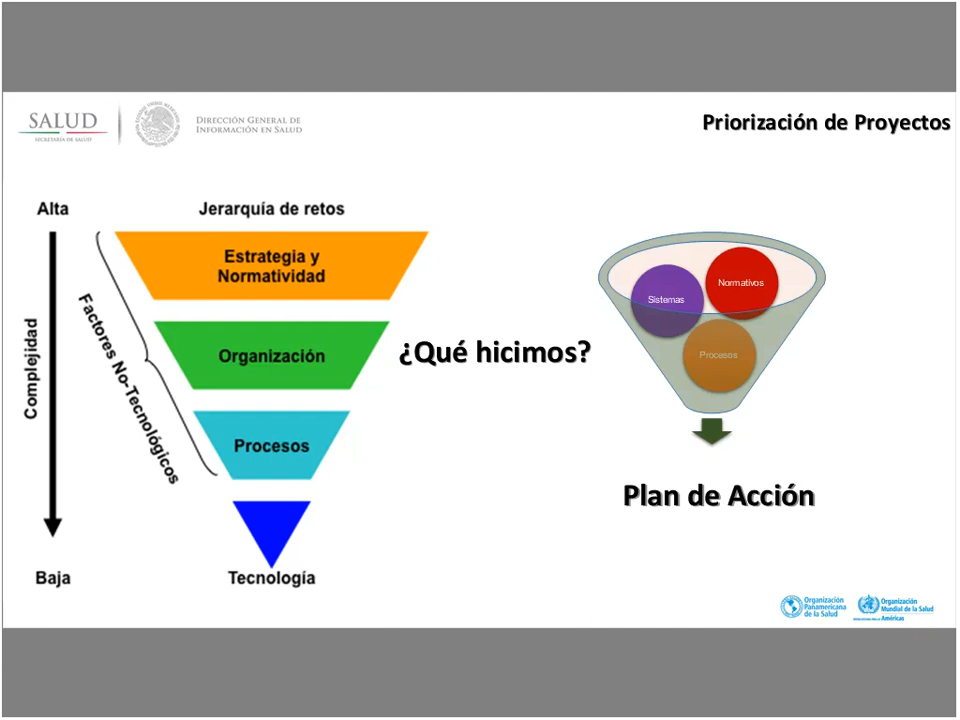 SALUD
SECRETARÍA DE SALUD
DIRECCIÓN GENERAL DE
INFORMACIÓN EN SALUD
Priorización de Proyectos
Alta
Jerarquía de retos
Estrategia y
Normatividad
Organización
Procesos
Tecnología
Complejidad
Factores No-Tecnológicos
Baja
¿Qué hicimos?
Normativos
Sistemas
Procesos
Plan de Acción
Organización
Panamericana
de la Salud
Organización
Mundial de la Salud
Américas